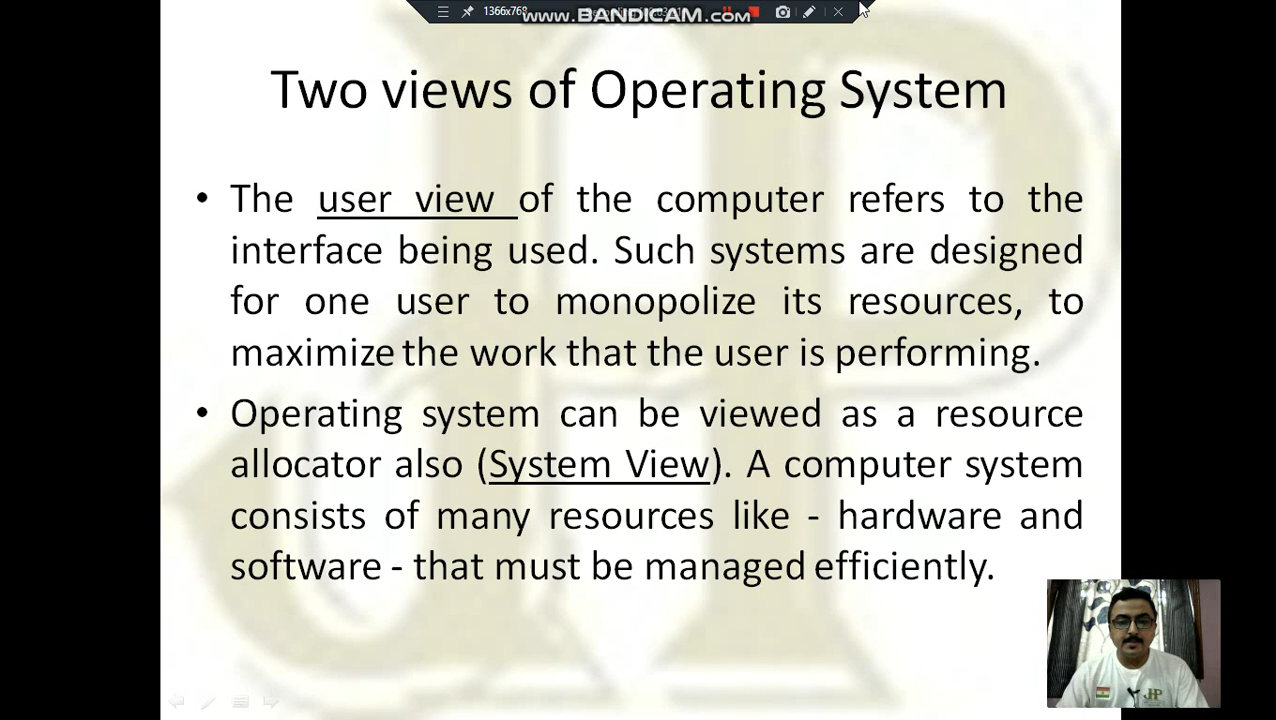 1366x768
www.BANDICAM.com
Two views of Operating System
• The user view of the computer refers to the
interface being used. Such systems are designed
for one user to monopolize its resources, to
maximize the work that the user is performing.
• Operating system can be viewed as a resource
allocator also (System View). A computer system
consists of many resources like - hardware and
software - that must be managed efficiently.
JHP